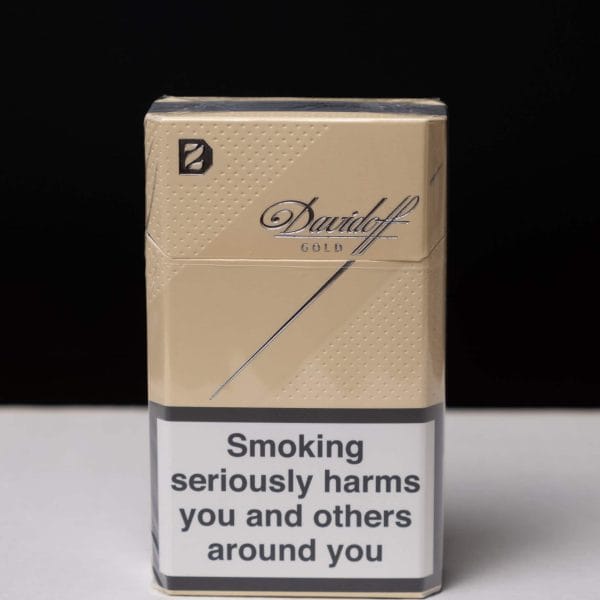 D
Davidoff
GOLD
Smoking
seriously harms
you and others
around you